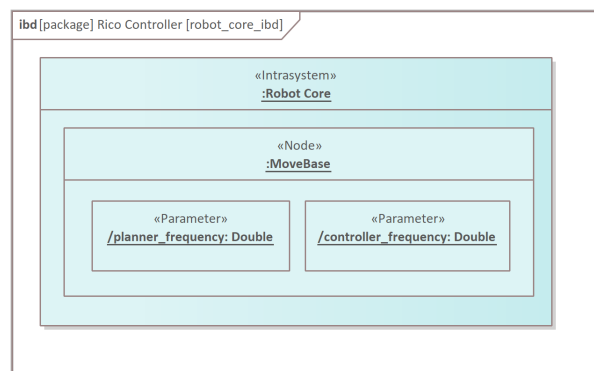 ibd [package] Rico Controller [robot_core_ibd]
«Intrasystem»
:Robot Core
«Node»
:MoveBase
«Parameter»
/planner_frequency: Double
«Parameter»
/controller_frequency: Double